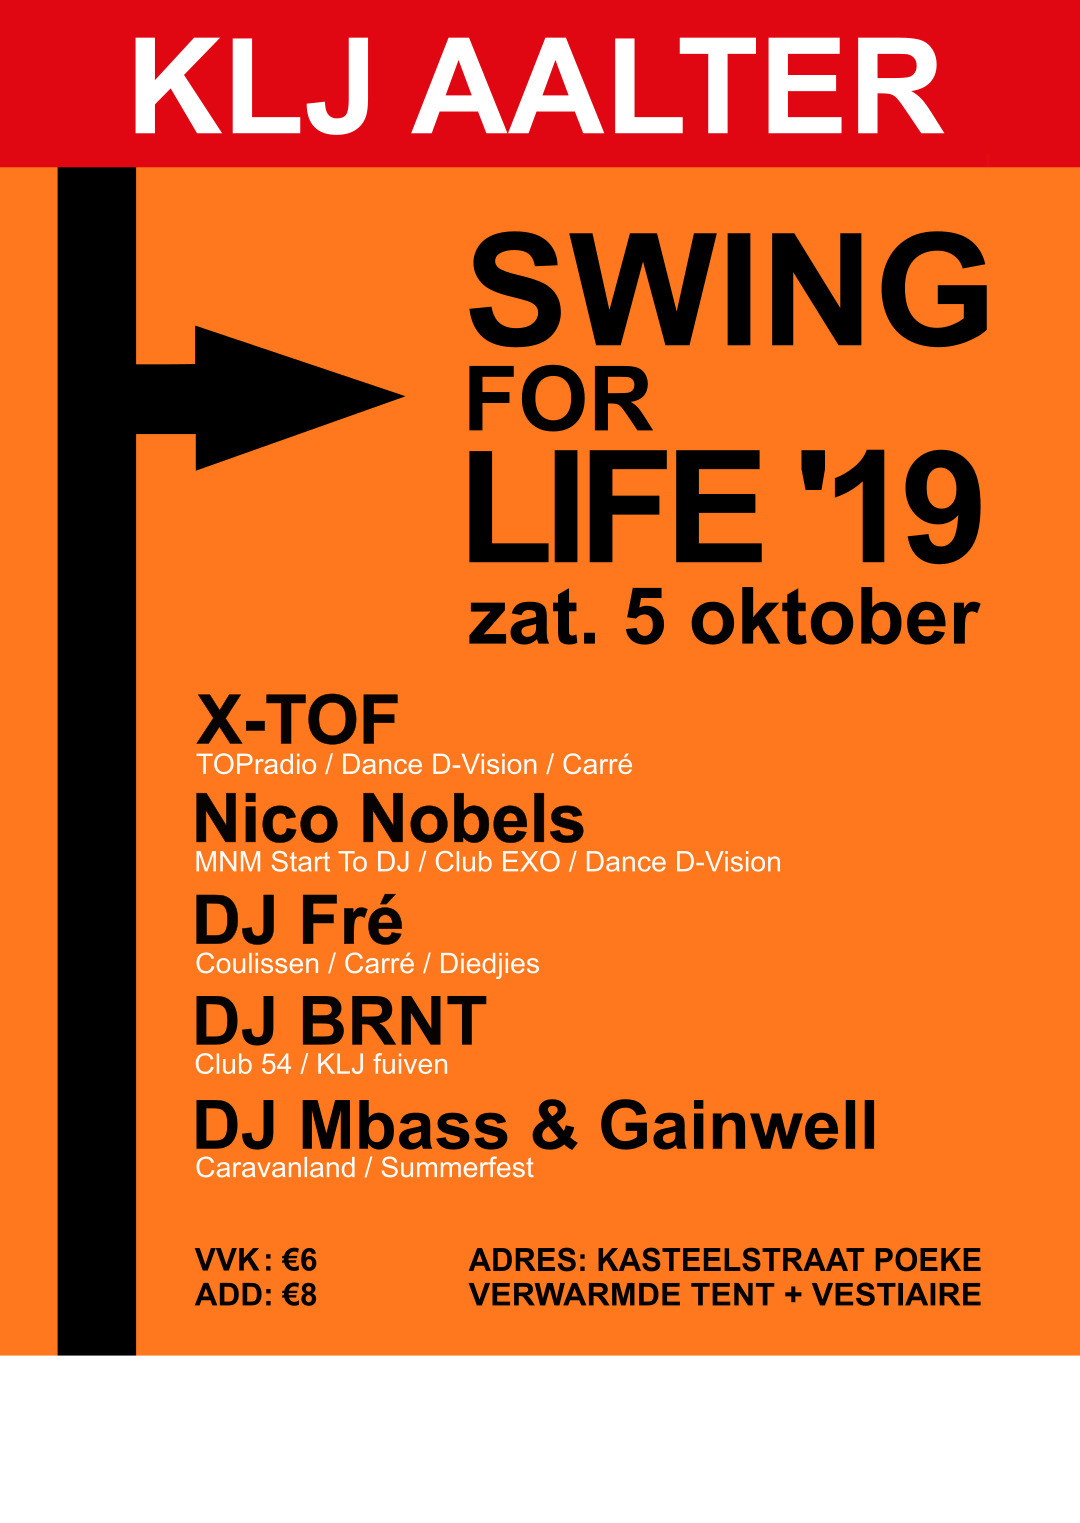 KLJ AALTER
SWING
FOR
LIFE '19
zat. 5 oktober
X-TOF
TOPradio / Dance D-Vision / Carré
Nico Nobels
MNM Start To DJ / Club EXO / Dance D-Vision
DJ Fré
Coulissen / Carré / Diedjies
DJ BRNT
Club 54 / KLJ fuiven
DJ Mbass & Gainwell
Caravanland / Summerfest
VVK: €6
ADD: €8
ADRES: KASTEELSTRAAT POEKE
VERWARMDE TENT + VESTIAIRE